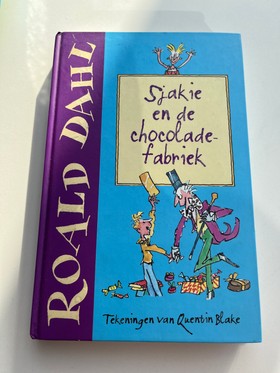 ROALD DAHL
Sjakie
en de
chocolade-
fabriek
Tekeningen van Quentin Blake